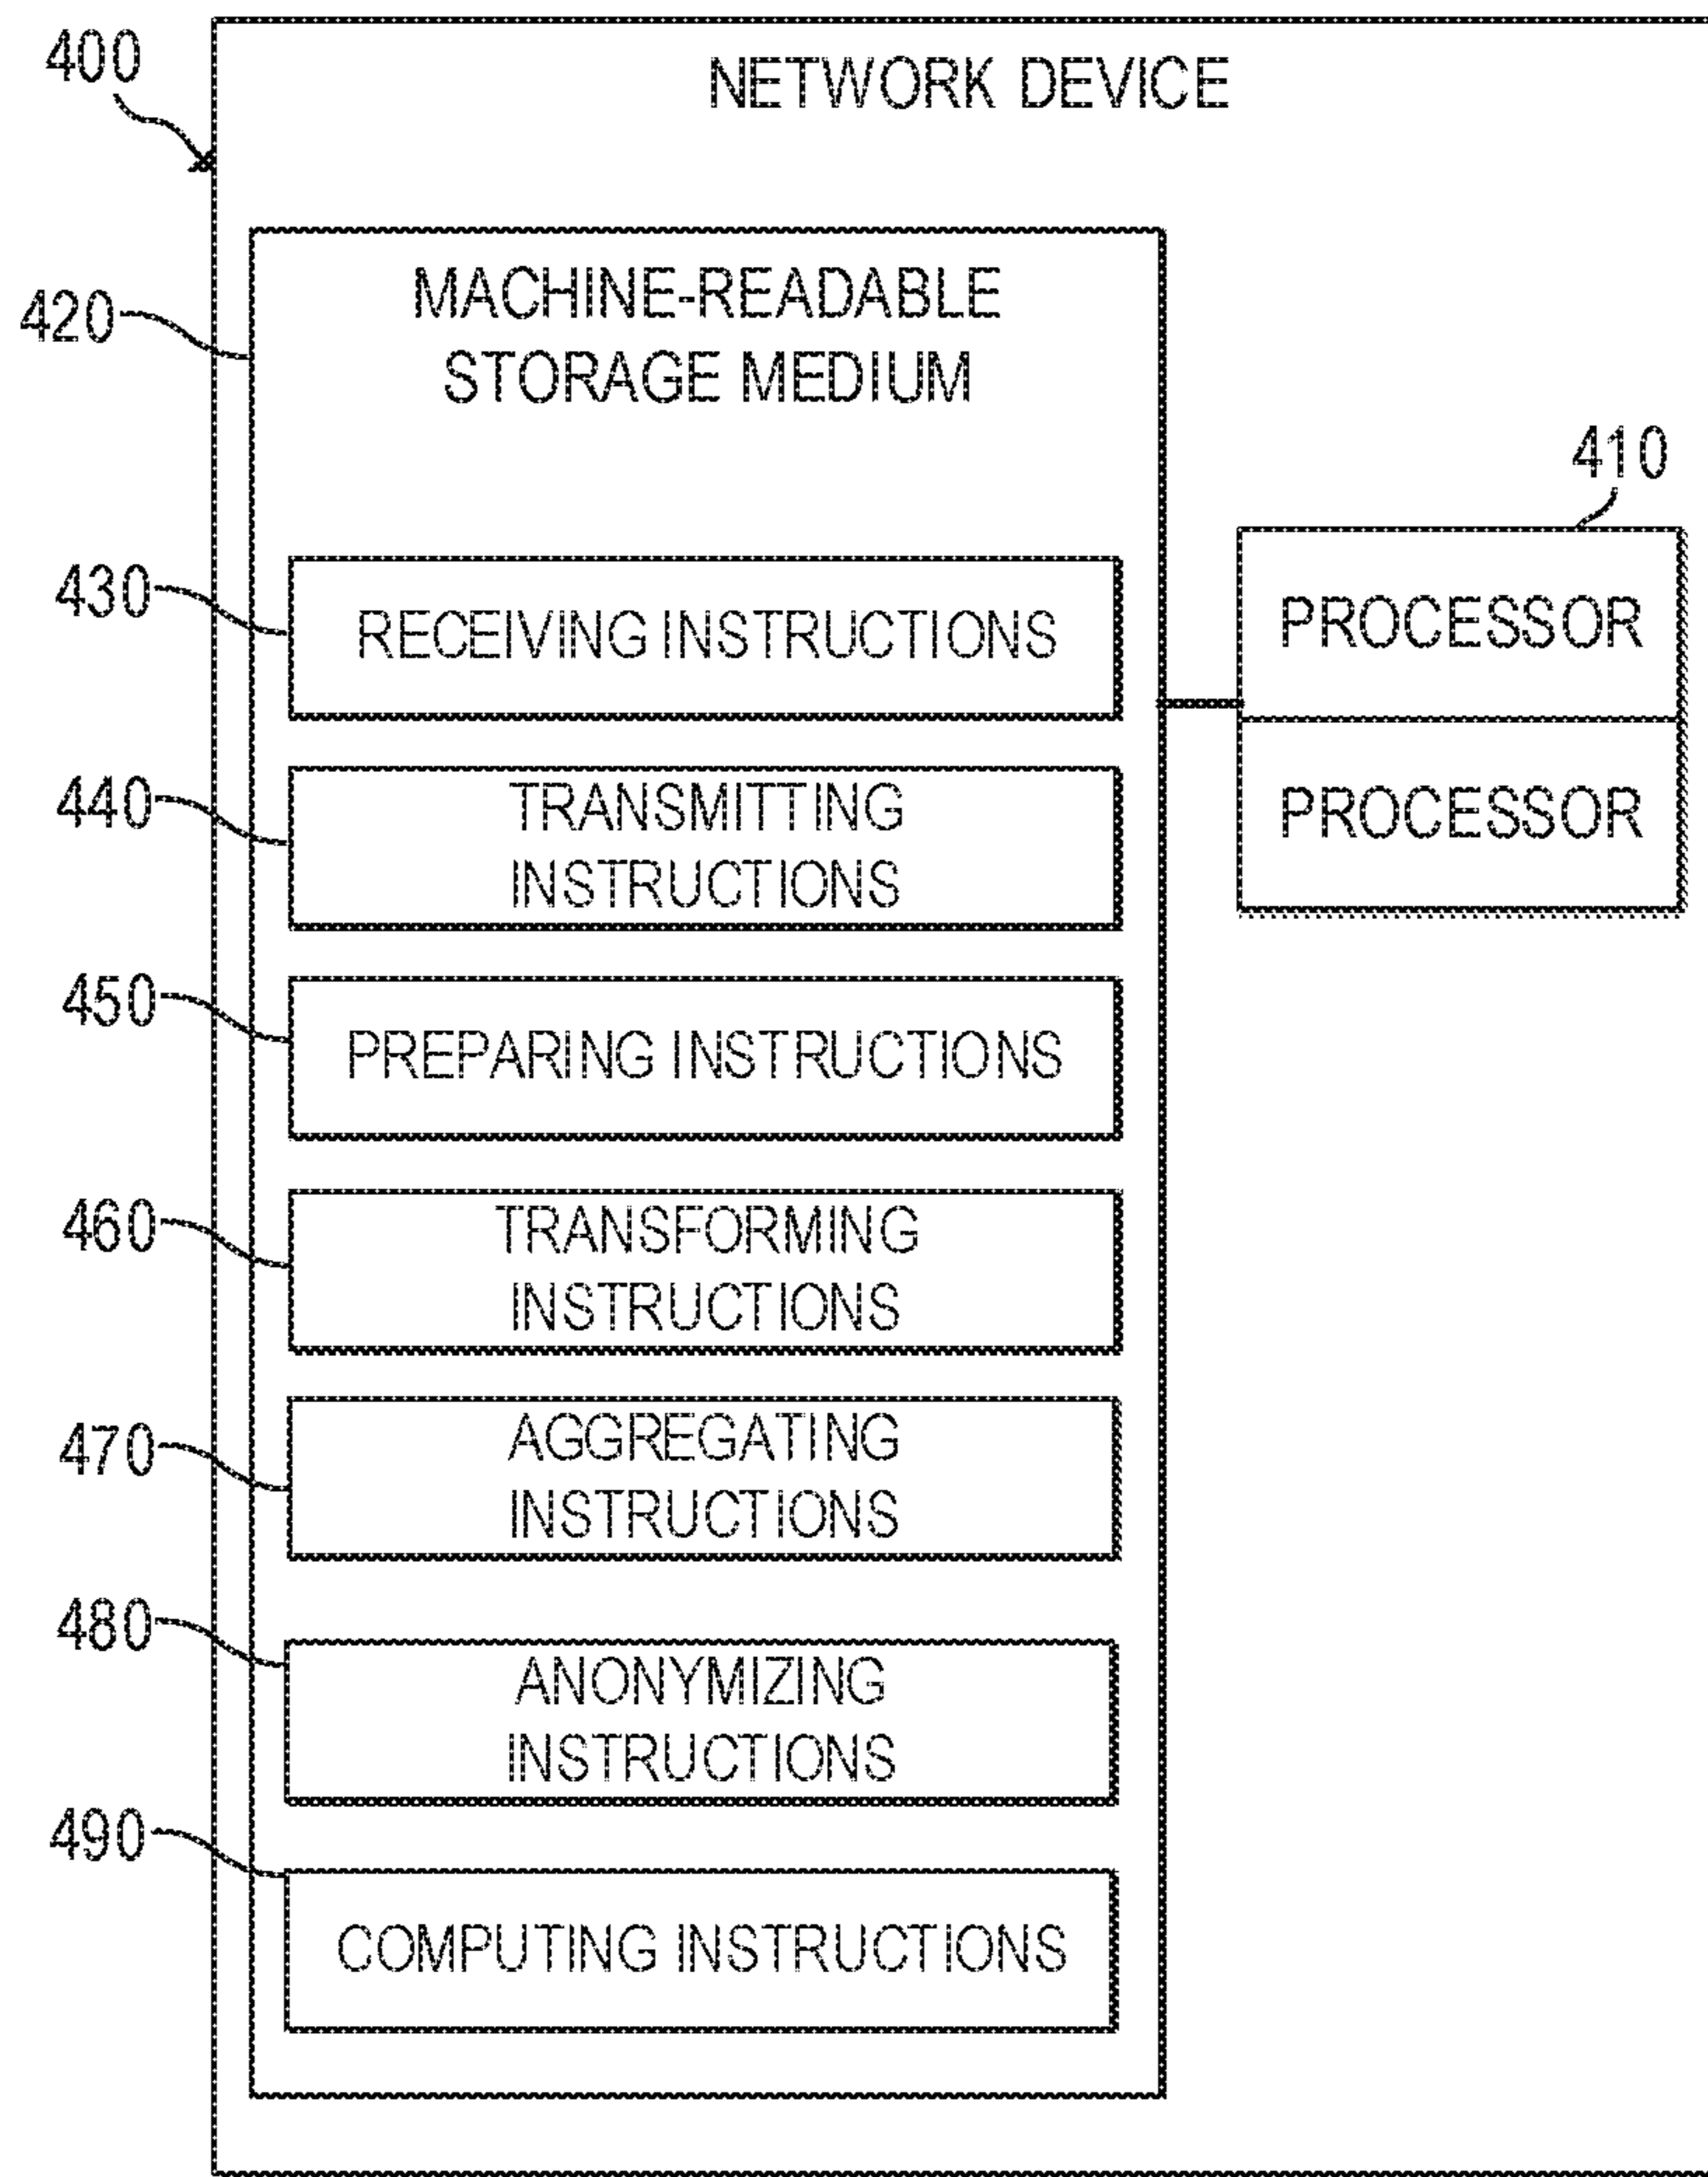 400
NETWORK DEVICE
420
MACHINE-READABLE
STORAGE MEDIUM
410
PROCESSOR
PROCESSOR
430
RECEIVING INSTRUCTIONS
440
TRANSMITTING
INSTRUCTIONS
450
PREPARING INSTRUCTIONS
460
TRANSFORMING
INSTRUCTIONS
470
AGGREGATING
INSTRUCTIONS
480
ANONYMIZING
INSTRUCTIONS
490
COMPUTING INSTRUCTIONS